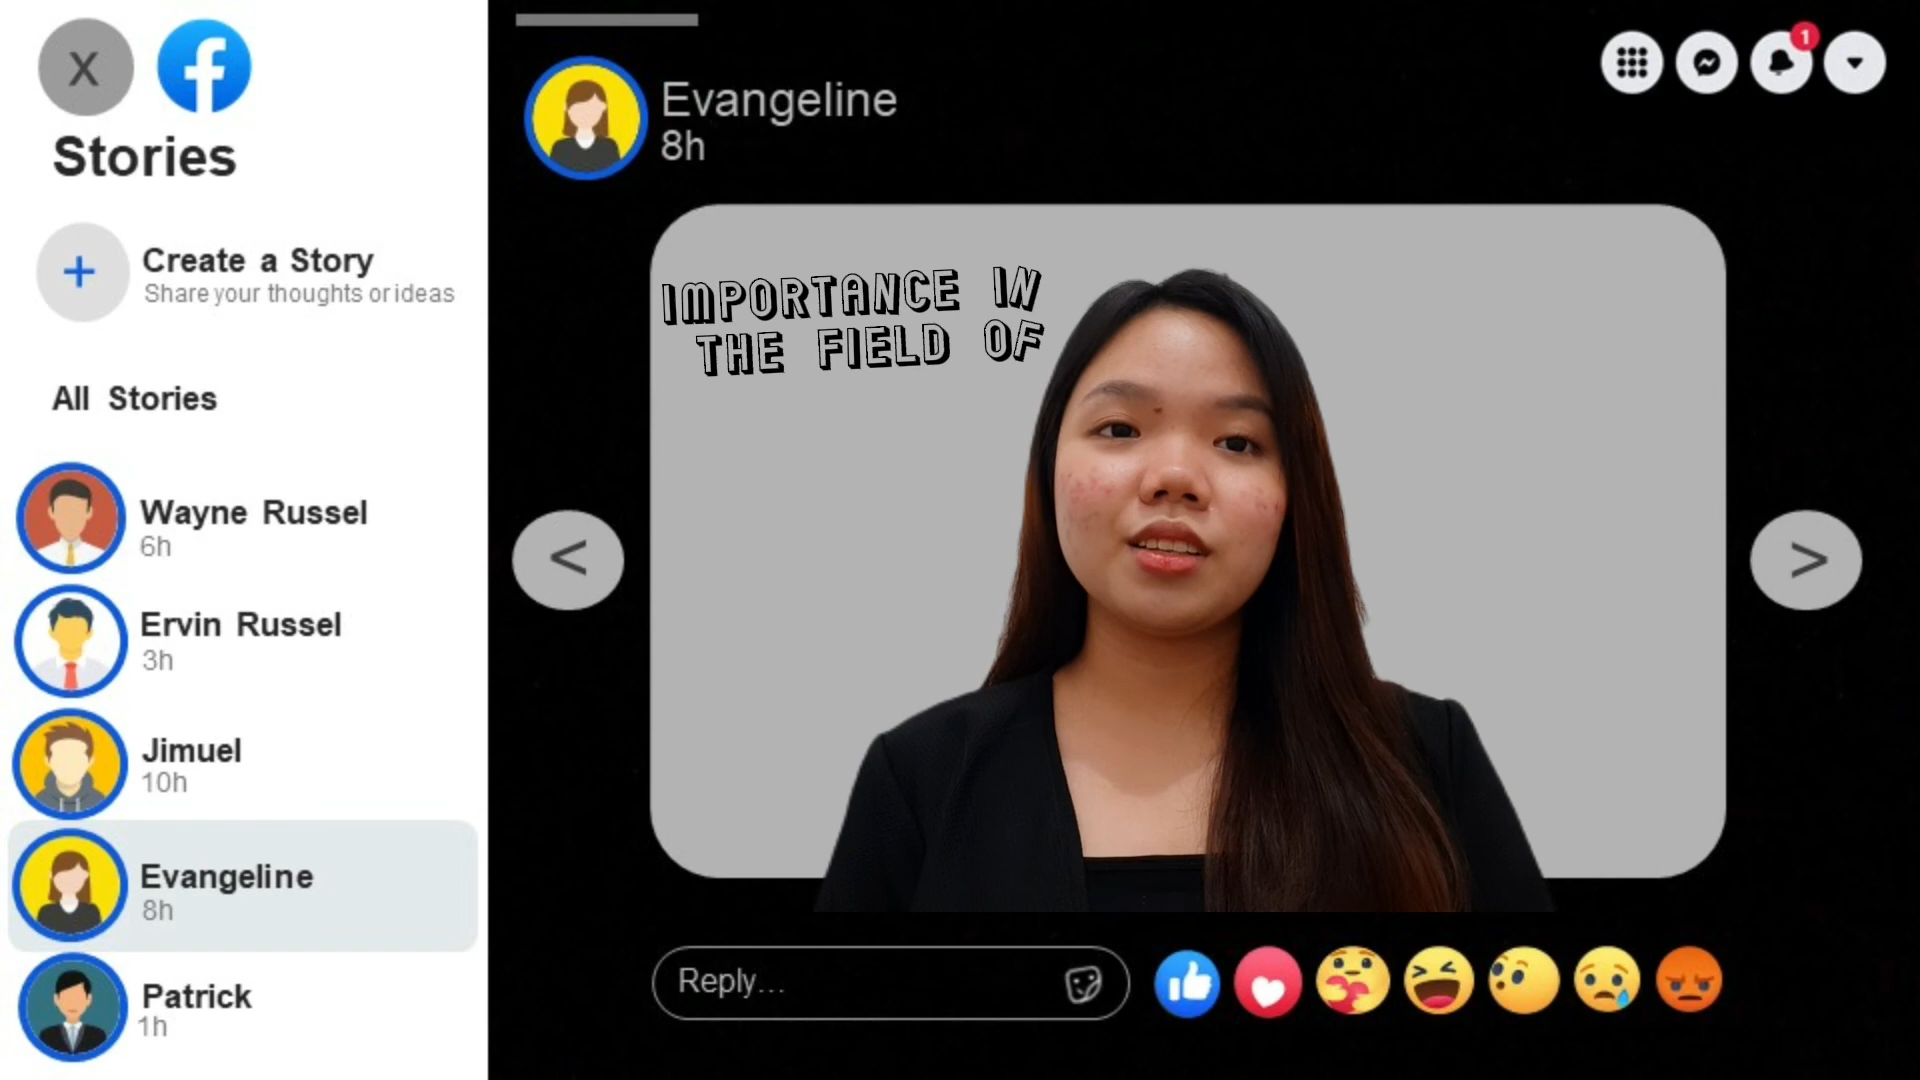 X
f
Stories
+
Create a Story
Share your thoughts or ideas
All Stories
Wayne Russel
6h
Ervin Russel
3h
Jimuel
10h
Evangeline
8h
Patrick
1h
Evangeline
8h
1
IMPORTANCE IN
THE FIELD OF
<
>
Reply...